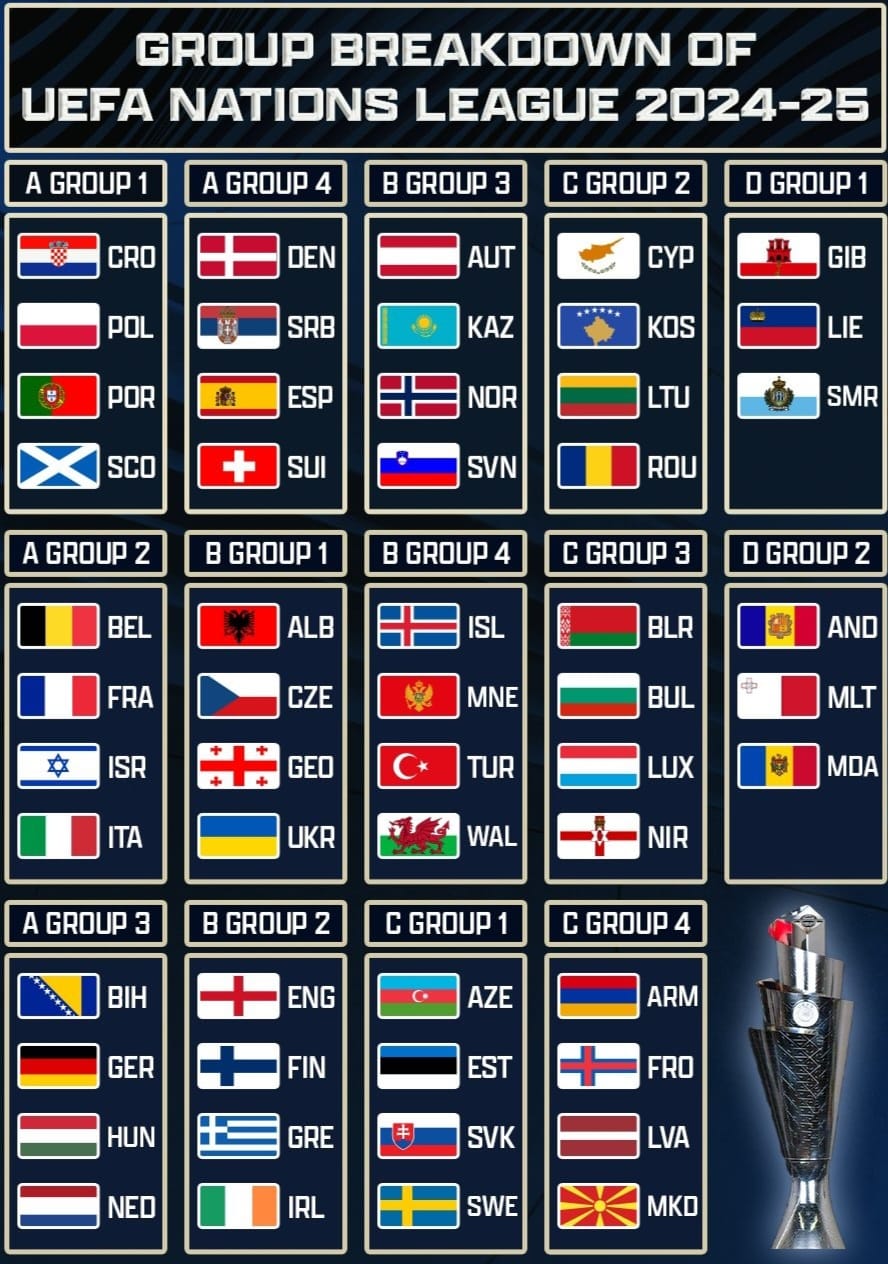 GROUP BREAKDOWN OF
UEFA NATIONS LEAGUE 2024-25
A GROUP 1
CRO
POL
POR
SCO
A GROUP 4
DEN
SRB
ESP
SUI
B GROUP 3
AUT
KAZ
NOR
SVN
C GROUP 2
CYP
KOS
LTU
ROU
D GROUP 1
GIB
LIE
SMR
A GROUP 2
BEL
FRA
ISR
ITA
B GROUP 1
ALB
CZE
GEO
UKR
B GROUP 4
ISL
MNE
TUR
WAL
C GROUP 3
BLR
BUL
LUX
NIR
D GROUP 2
AND
MLT
MDA
A GROUP 3
BIH
GER
HUN
NED
B GROUP 2
ENG
FIN
GRE
IRL
C GROUP 1
AZE
EST
SVK
SWE
C GROUP 4
ARM
FRO
LVA
MKD